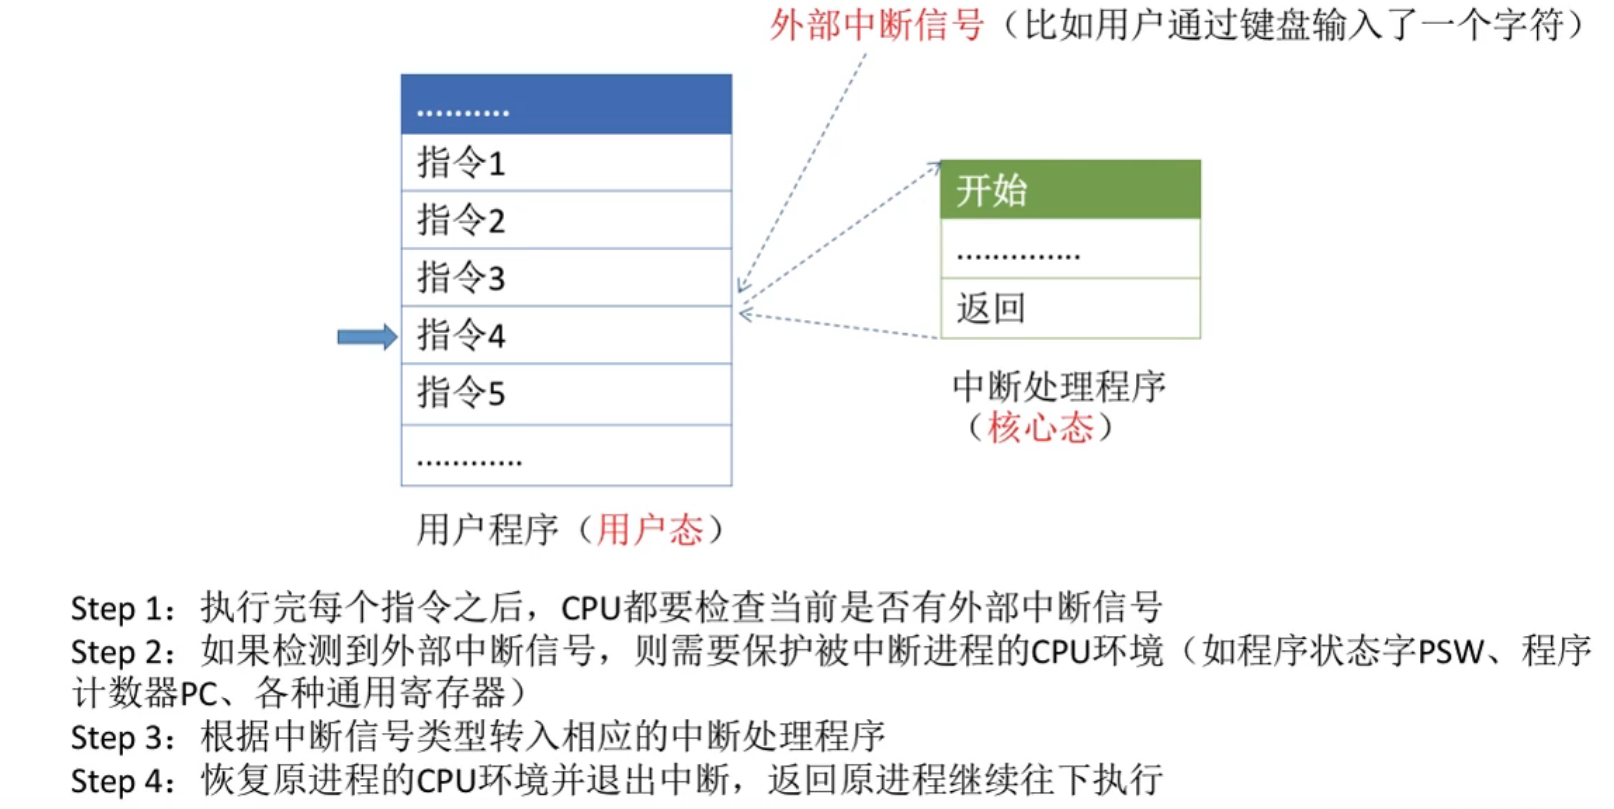 外部中断信号（比如用户通过键盘输入了一个字符）
..........
指令1
指令2
指令3
指令4
指令5
............
用户程序（用户态）
开始
..............
返回
中断处理程序
（核心态）
Step 1：执行完每个指令之后，CPU都要检查当前是否有外部中断信号
Step 2：如果检测到外部中断信号，则需要保护被中断进程的CPU环境（如程序状态字PSW、程序
计数器PC、各种通用寄存器）
Step 3：根据中断信号类型转入相应的中断处理程序
Step 4：恢复原进程的CPU环境并退出中断，返回原进程继续往下执行